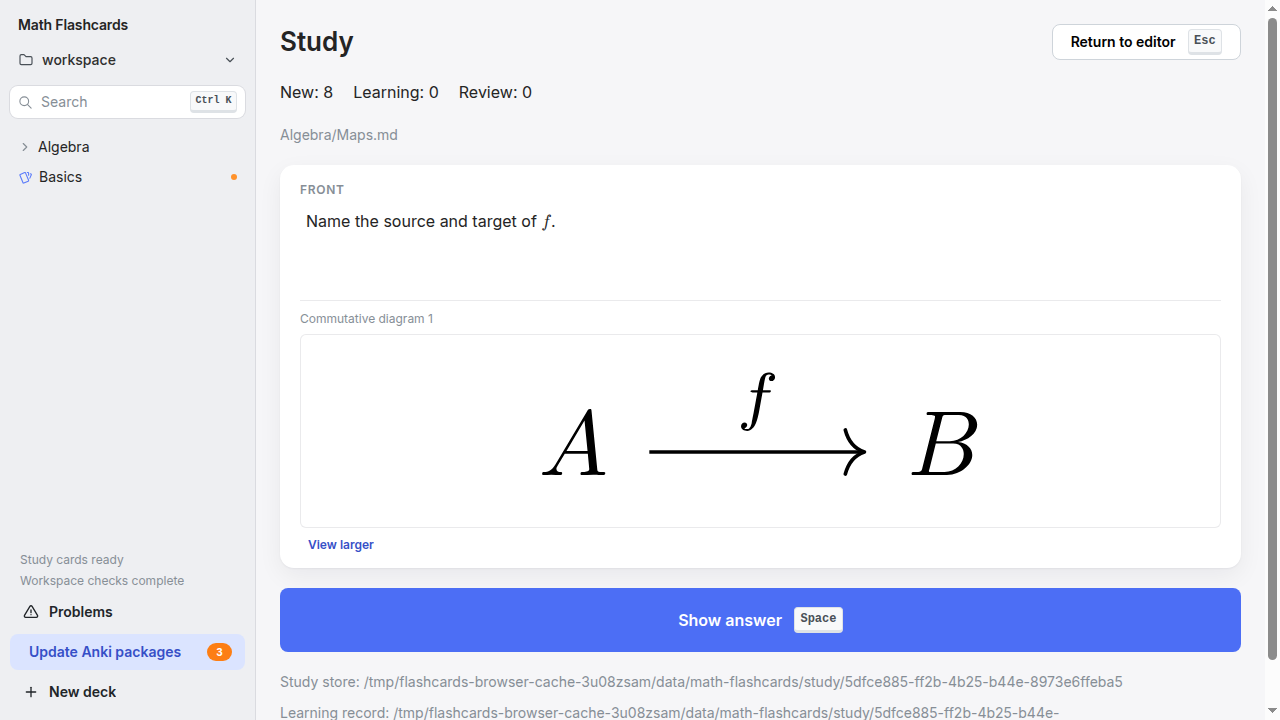 Math Flashcards
workspace
Search Ctrl K
Algebra
Basics
Study cards ready
Workspace checks complete
Problems
Update Anki packages 3
New deck
Study
Return to editor Esc
New: 8 Learning: 0 Review: 0
Algebra/Maps.md
FRONT
Name the source and target of f.
Commutative diagram 1
f
A B
View larger
Show answer Space
Study store: /tmp/flashcards-browser-cache-3u08zsam/data/math-flashcards/study/5dfce885-ff2b-4b25-b44e-8973e6ffeba5
Learning record: /tmp/flashcards-browser-cache-3u08zsam/data/math-flashcards/study/5dfce885-ff2b-4b25-b44e-